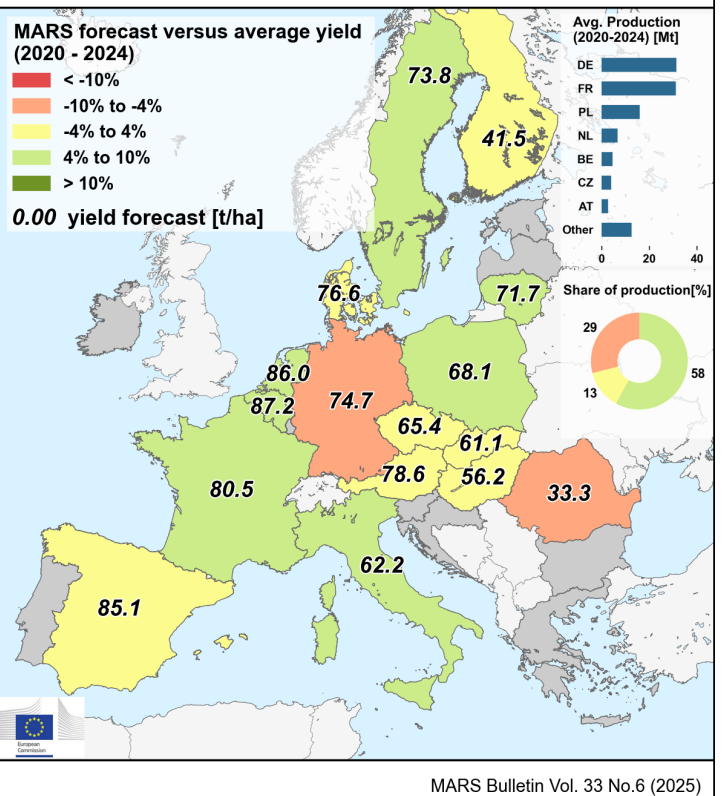 MARS forecast versus average yield
(2020 - 2024)
< -10%
-10% to -4%
-4% to 4%
4% to 10%
> 10%
0.00 yield forecast [t/ha]
Avg. Production
(2020-2024) [Mt]
DE
FR
PL
NL
BE
CZ
AT
Other
0 20 40
Share of production[%]
29
58
13
73.8
41.5
76.6
71.7
86.0
87.2
74.7
68.1
65.4
61.1
78.6
56.2
80.5
33.3
62.2
85.1
European
Commission
MARS Bulletin Vol. 33 No.6 (2025)